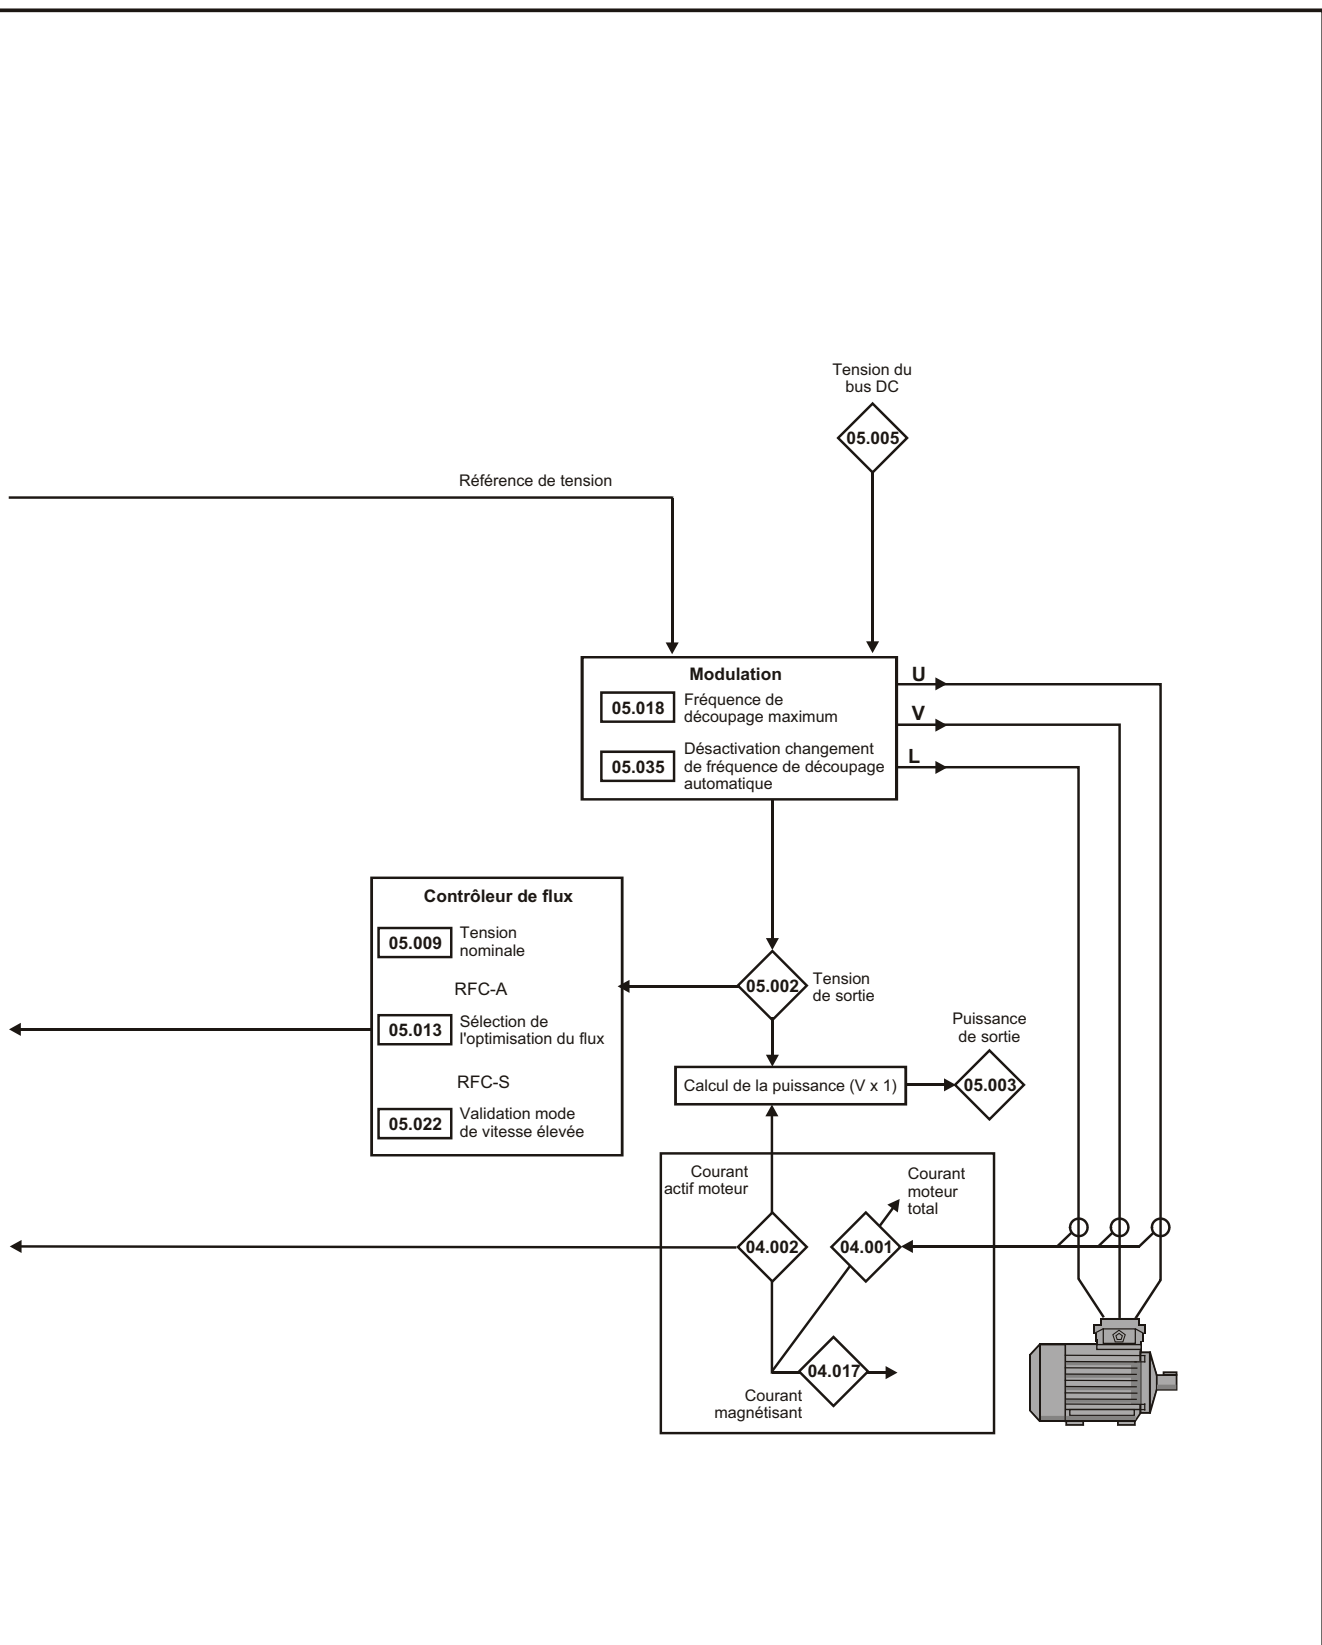 Tension du
bus DC
05.005
Référence de tension
Modulation
05.018
Fréquence de
découpage maximum
05.035
Désactivation changement
de fréquence de découpage
automatique
U
V
L
Contrôleur de flux
05.009
Tension
nominale
RFC-A
05.013
Sélection de
l'optimisation du flux
RFC-S
05.022
Validation mode
de vitesse élevée
05.002
Tension
de sortie
Puissance
de sortie
Calcul de la puissance (V x 1)
05.003
Courant
actif moteur
Courant
moteur
total
04.002
04.001
04.017
Courant
magnétisant